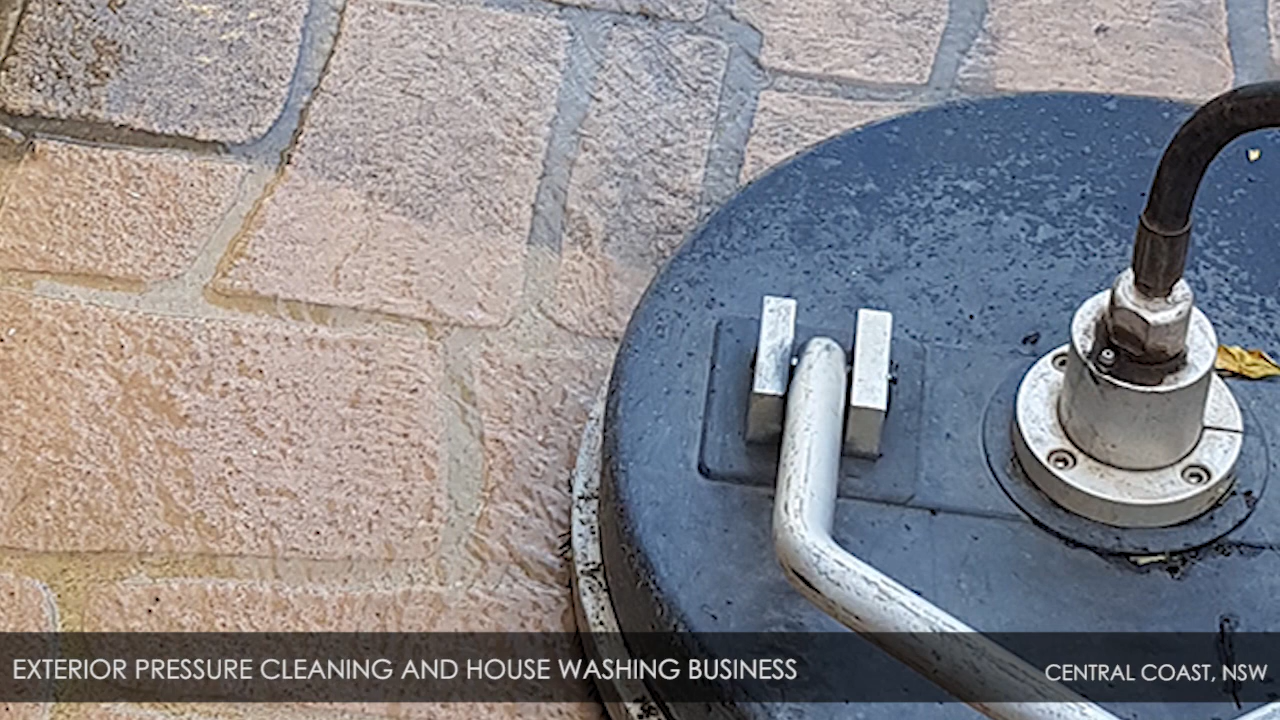 EXTERIOR PRESSURE CLEANING AND HOUSE WASHING BUSINESS
CENTRAL COAST, NSW